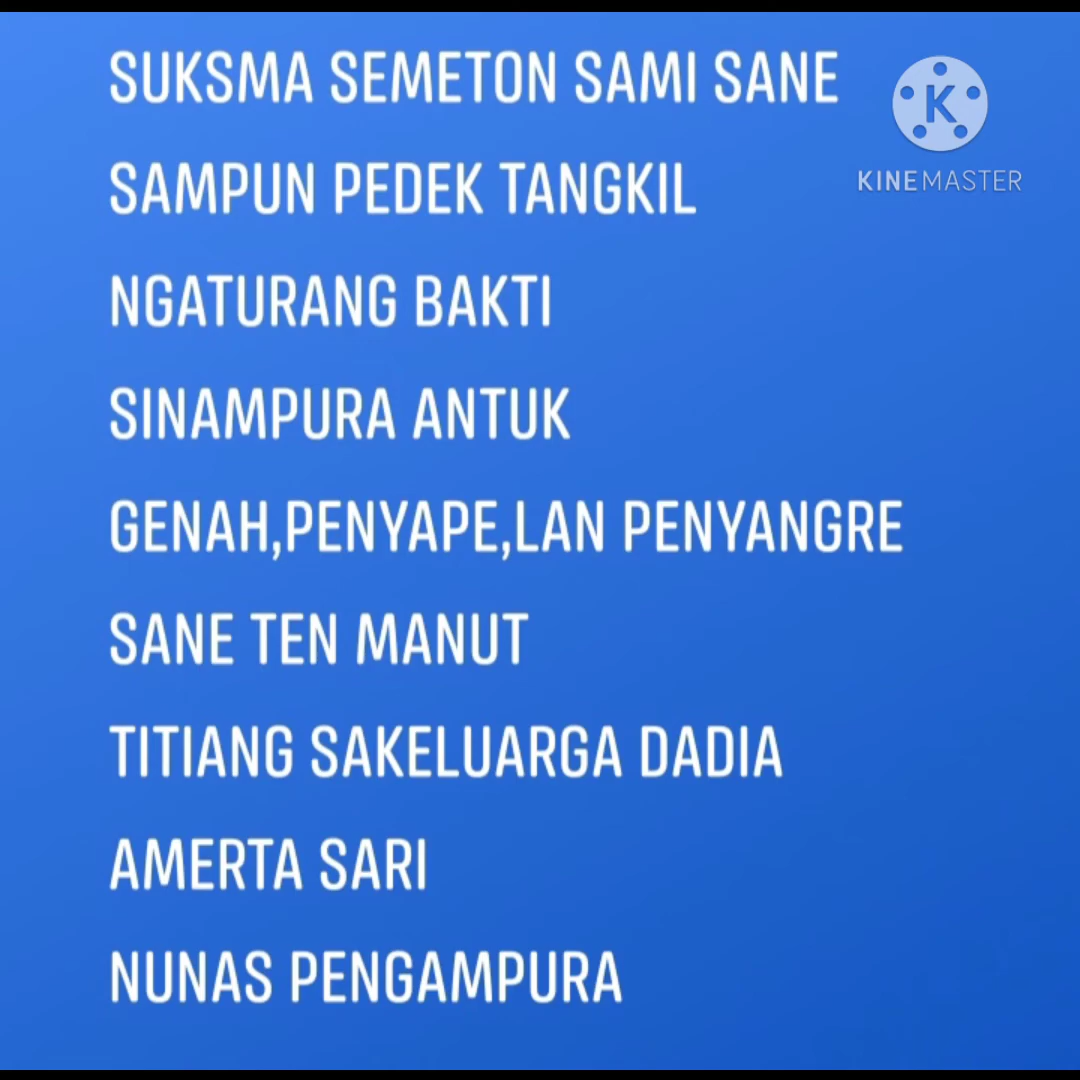 SUKSMA SEMETON SAMI SANE
SAMPUN PEDEK TANGKIL
NGATURANG BAKTI
SINAMPURA ANTUK
GENAH,PENYAPE,LAN PENYANGRE
SANE TEN MANUT
TITIANG SAKELUARGA DADIA
AMERTA SARI
NUNAS PENGAMPURA
K
KINEMASTER